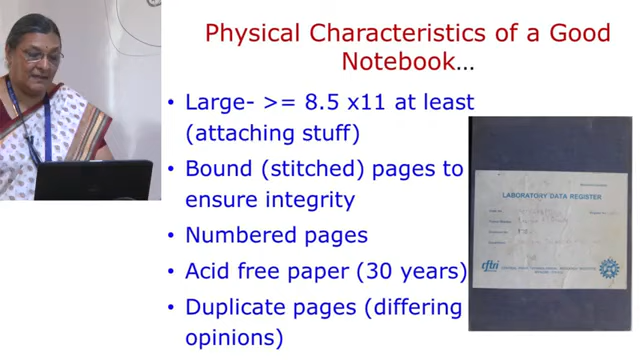 Physical Characteristics of a Good
Notebook...
• Large- >= 8.5 x11 at least
(attaching stuff)
• Bound (stitched) pages to
ensure integrity
• Numbered pages
• Acid free paper (30 years)
• Duplicate pages (differing
opinions)
LABORATORY DATA REGISTER
cftri